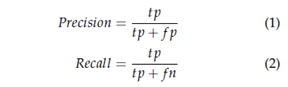 Precision = tp / (tp + fp) (1)
Recall = tp / (tp + fn) (2)